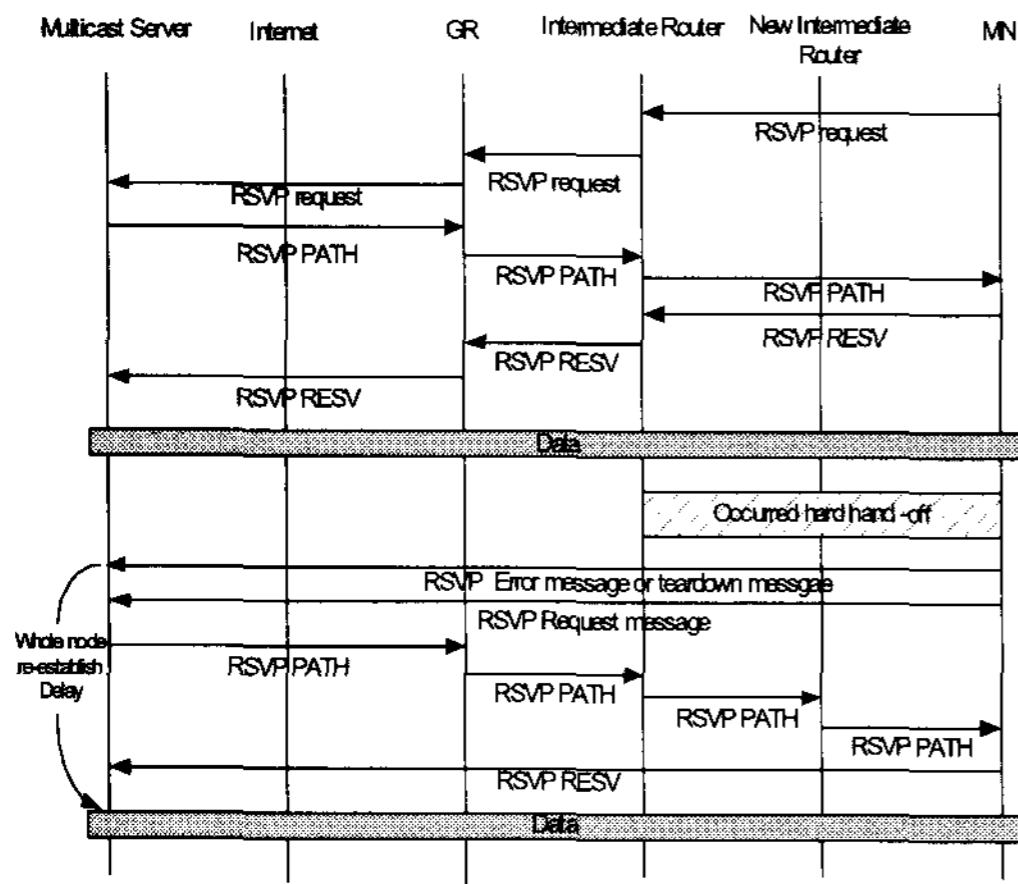 Multicast Server
Internet
GR
Intermediate Router
New Intermediate
Router
MN
RSVP request
RSVP request
RSVP request
RSVP PATH
RSVP PATH
RSVP PATH
RSVP RESV
RSVP RESV
RSVP RESV
Data
Occurred hard hand -off
RSVP Error message or teardown messgae
RSVP Request message
Whole node
re-establish
Delay
RSVP PATH
RSVP PATH
RSVP PATH
RSVP PATH
RSVP RESV
Data